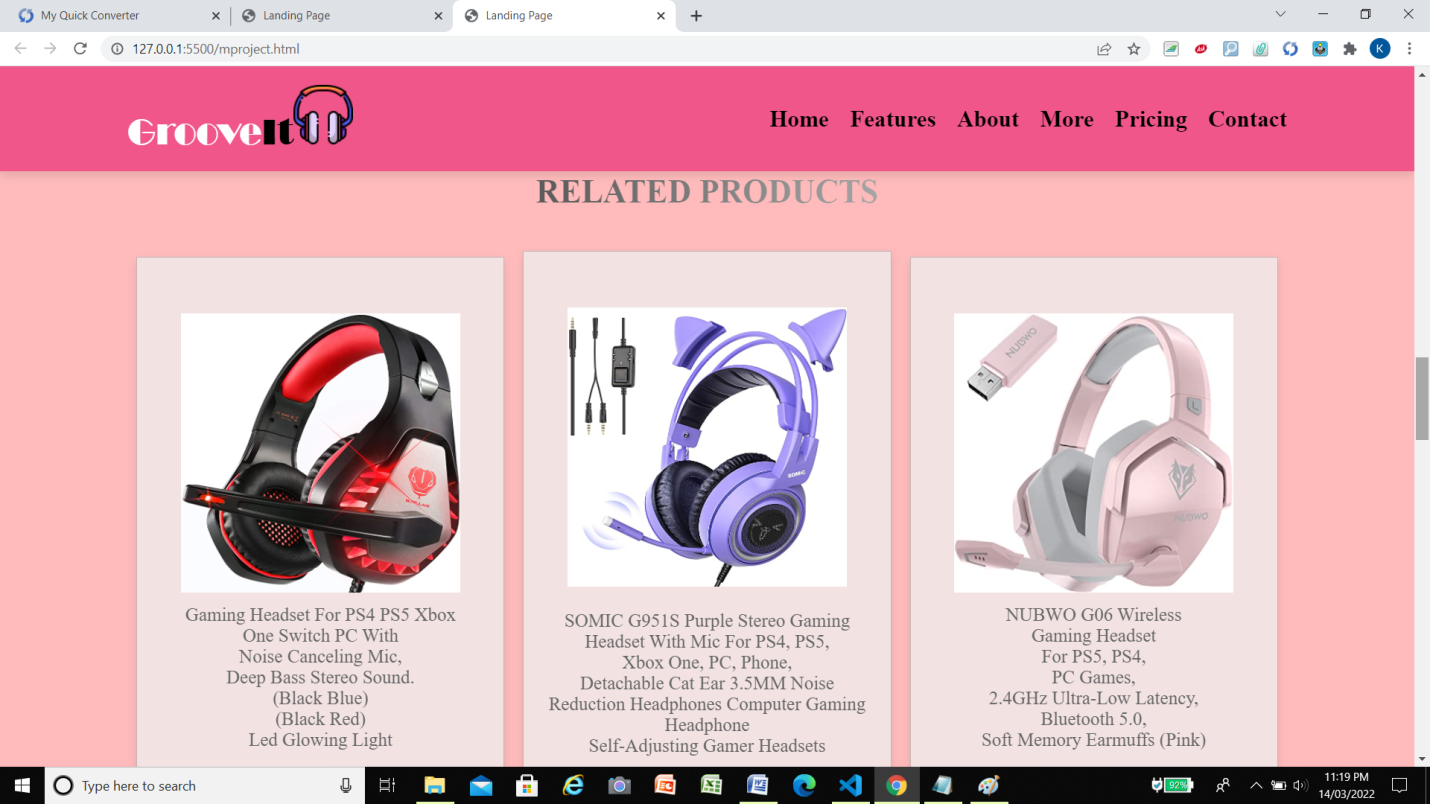 My Quick Converter
Landing Page
Landing Page
127.0.0.1:5500/mproject.html
K
GrooveIt
Home Features About More Pricing Contact
RELATED PRODUCTS
NUBWO
L
SOMIC
NUBWO
Gaming Headset For PS4 PS5 Xbox
One Switch PC With
Noise Canceling Mic,
Deep Bass Stereo Sound.
(Black Blue)
(Black Red)
Led Glowing Light
SOMIC G951S Purple Stereo Gaming
Headset With Mic For PS4, PS5,
Xbox One, PC, Phone,
Detachable Cat Ear 3.5MM Noise
Reduction Headphones Computer Gaming
Headphone
Self-Adjusting Gamer Headsets
NUBWO G06 Wireless
Gaming Headset
For PS5, PS4,
PC Games,
2.4GHz Ultra-Low Latency,
Bluetooth 5.0,
Soft Memory Earmuffs (Pink)
Type here to search
92%
11:19 PM
14/03/2022